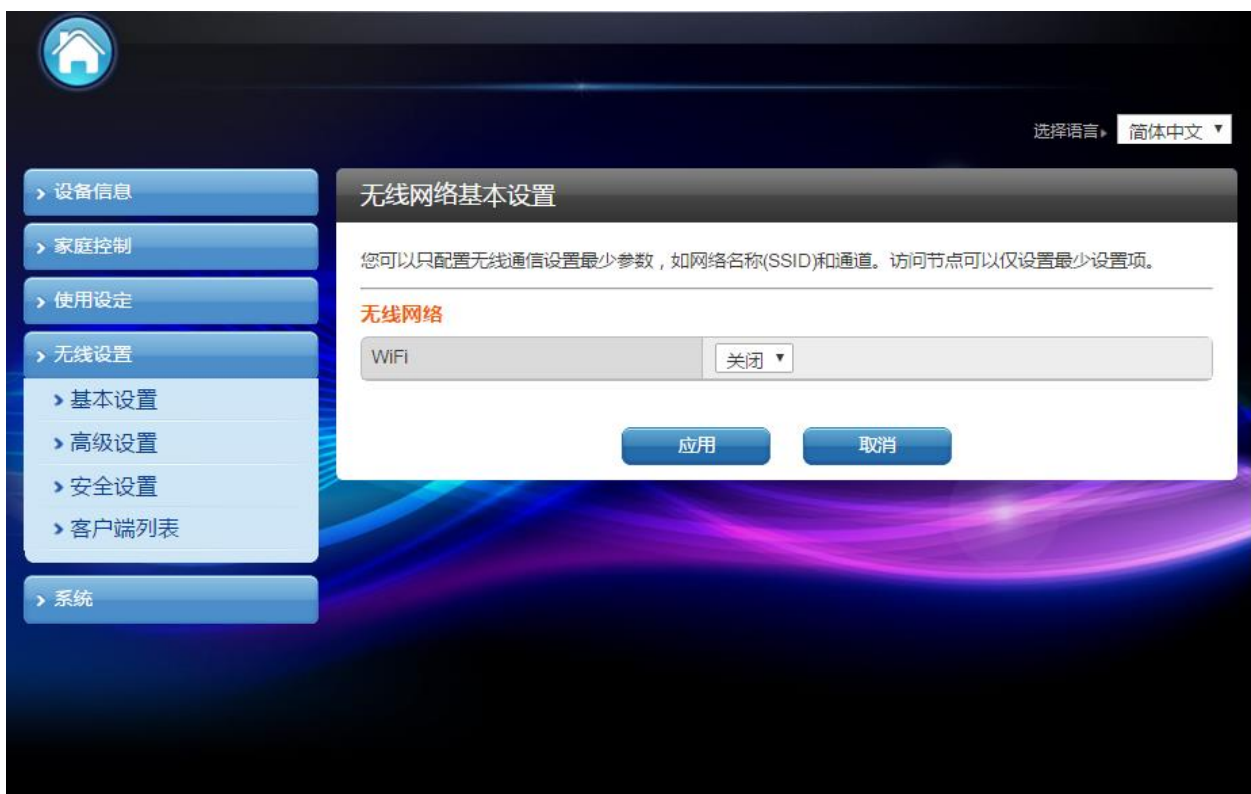 选择语言
简体中文
设备信息
家庭控制
使用设定
无线设置
基本设置
高级设置
安全设置
客户端列表
系统
无线网络基本设置
您可以只配置无线通信设置最少参数，如网络名称(SSID)和通道。访问节点可以仅设置最少设置项。
无线网络
WiFi 关闭
应用 取消